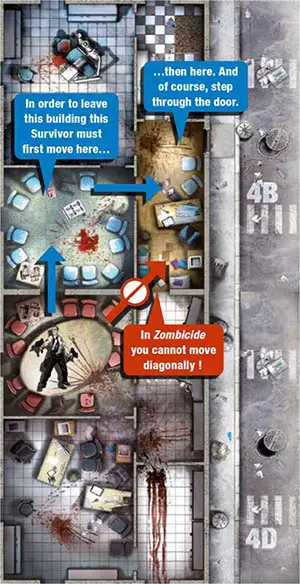 …then here. And
of course, step
through the door.
In order to leave
this building this
Survivor must
first move here…
4B
In Zombicide
you cannot move
diagonally !
4D